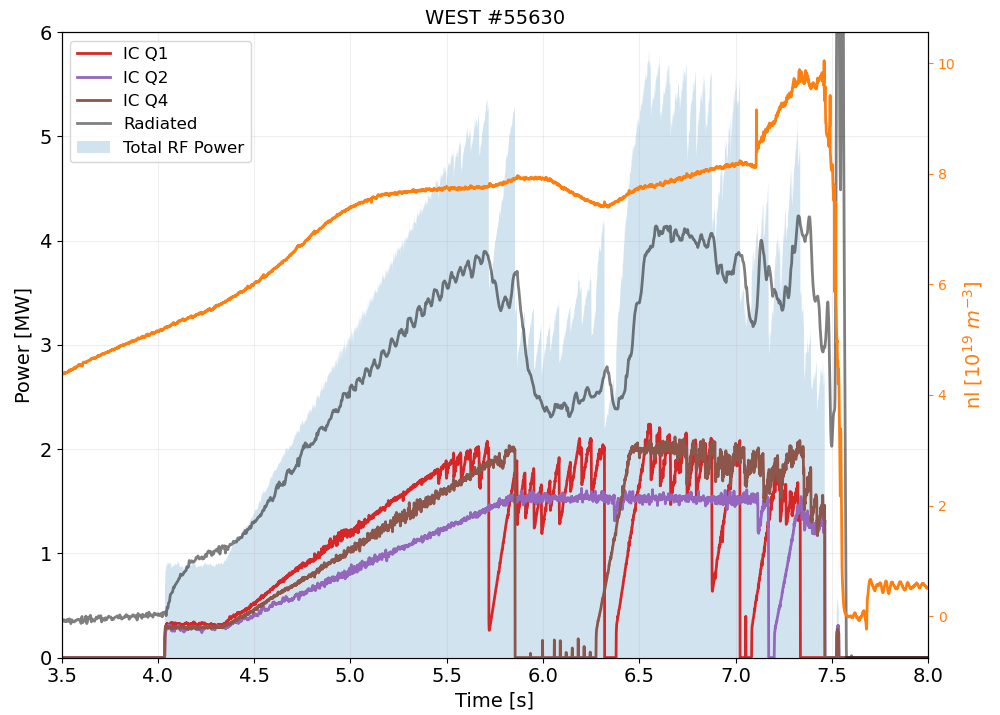 WEST #55630
IC Q1
IC Q2
IC Q4
Radiated
Total RF Power
Power [MW]
6
5
4
3
2
1
0
3.5 4.0 4.5 5.0 5.5 6.0 6.5 7.0 7.5 8.0
Time [s]
10
8
6
4
2
0
nl [10¹⁹ m⁻³]